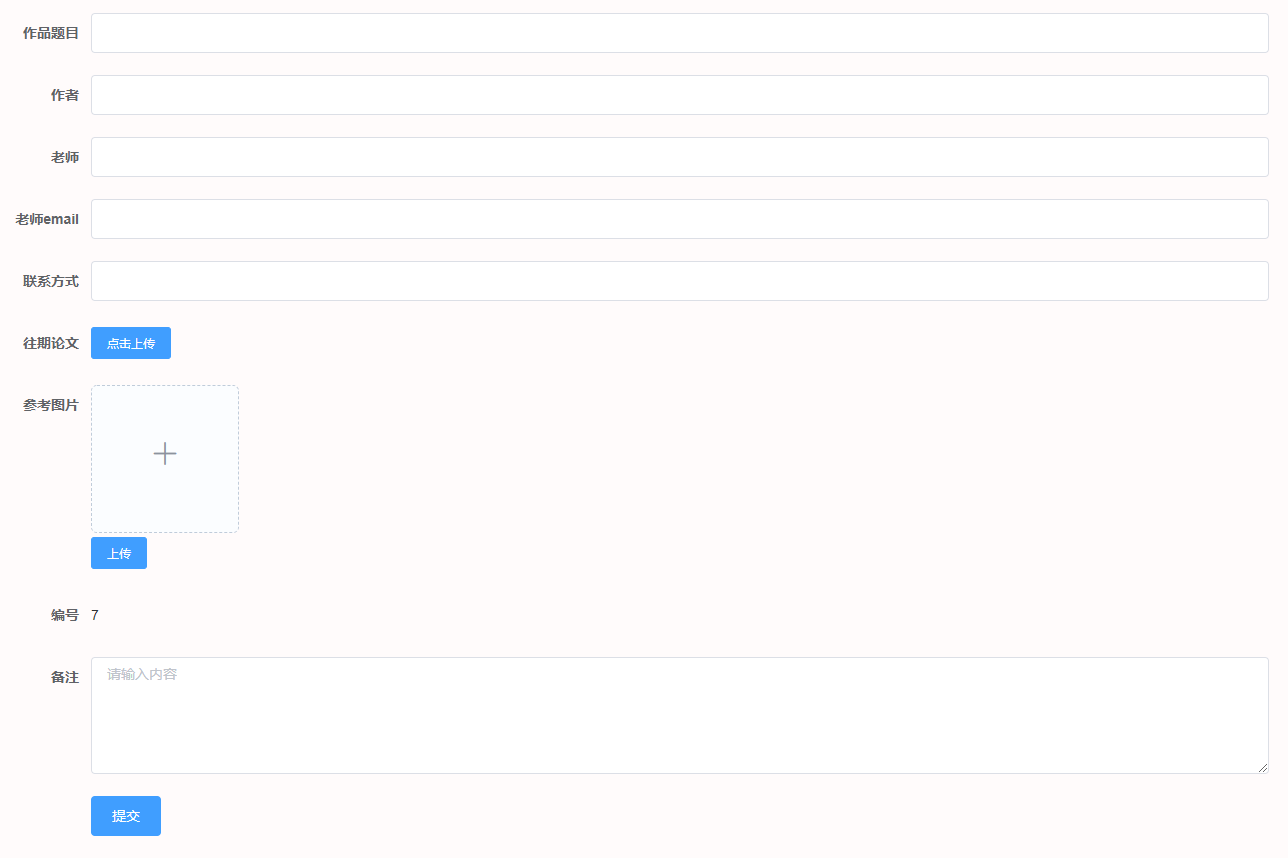 作品题目
作者
老师
老师email
联系方式
往期论文 点击上传
参考图片
上传
编号 7
备注 请输入内容
提交